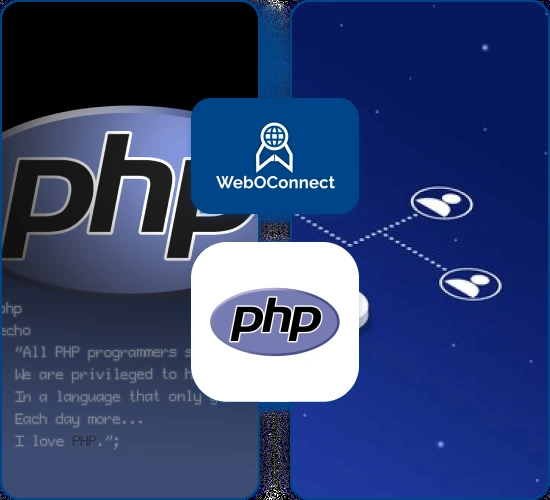 php
WebOConnect
php
php
echo
"All PHP programmers s
We are privileged to h
In a language that only g
Each day more...
I love PHP.";